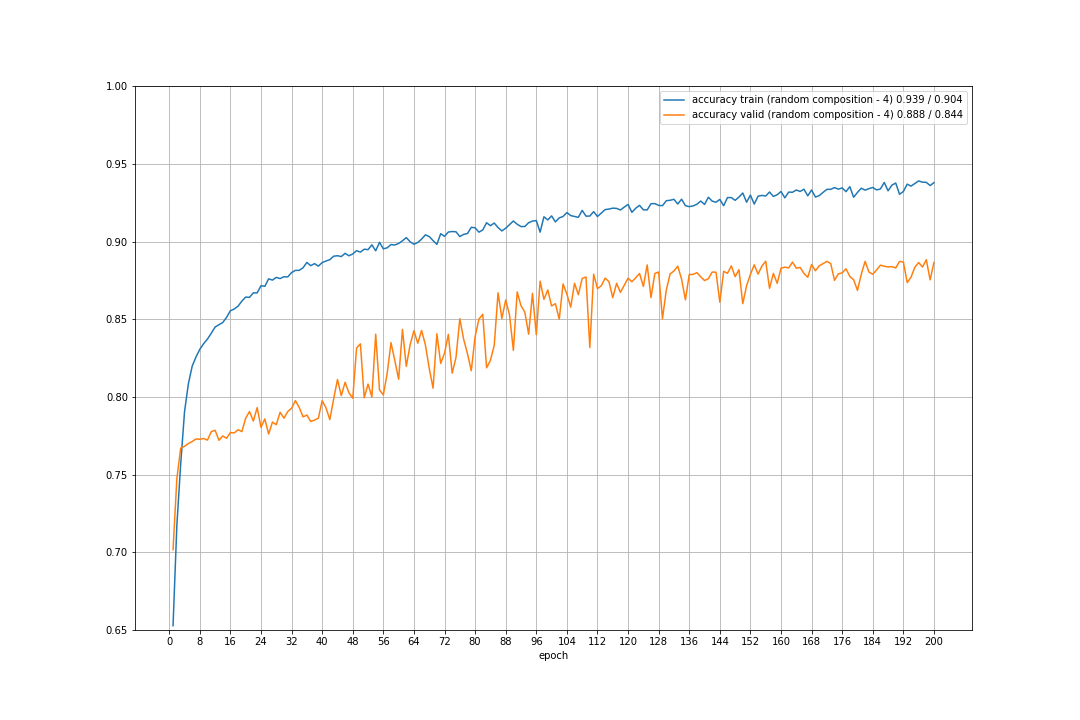 1.00
accuracy train (random composition - 4) 0.939 / 0.904
accuracy valid (random composition - 4) 0.888 / 0.844
0.95
0.90
0.85
0.80
0.75
0.70
0.65
0 8 16 24 32 40 48 56 64 72 80 88 96 104 112 120 128 136 144 152 160 168 176 184 192 200
epoch